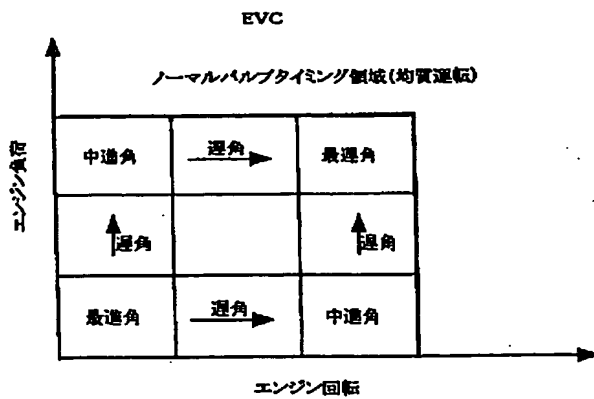 EVC
ノーマルバルブタイミング領域(均質運転)
エンジン負荷
中進角
遅角
最遅角
遅角
遅角
最進角
遅角
中進角
エンジン回転